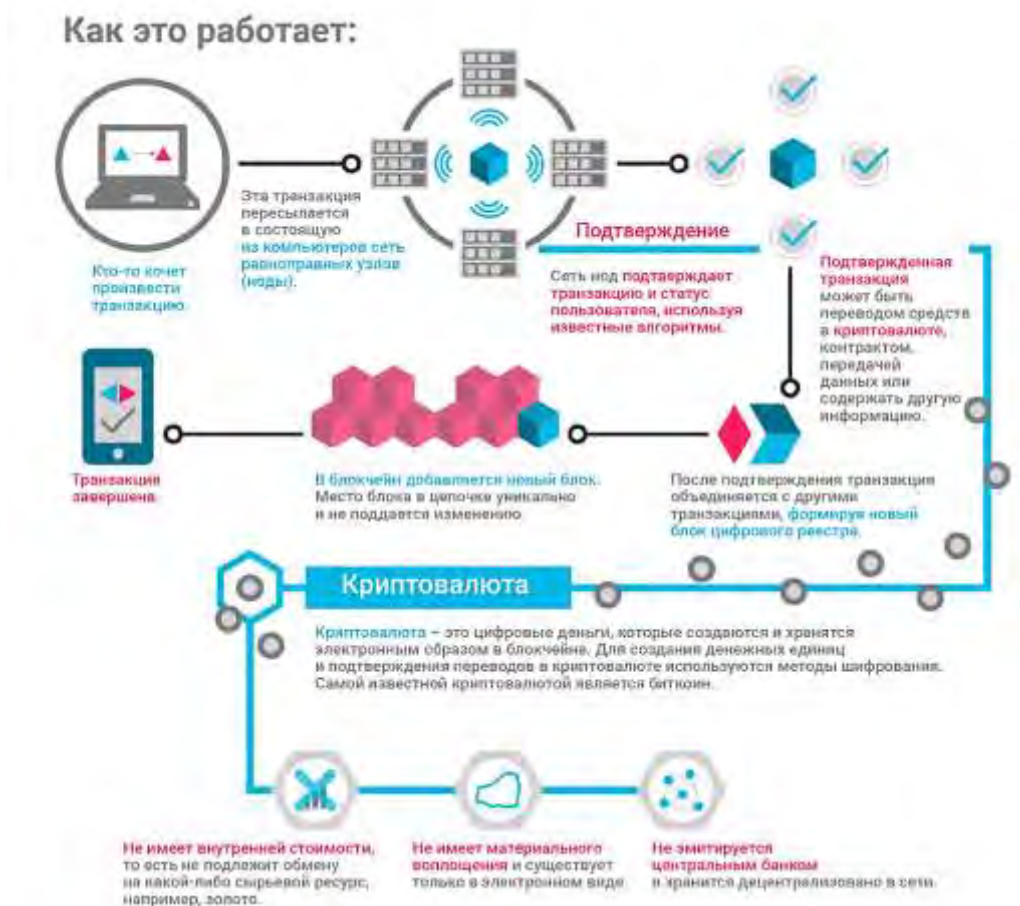 Как это работает:
Кто-то хочет
произвести
транзакцию.
Эта транзакция
пересылается
в состоящую
из компьютеров сеть
равноправных узлов
(ноды).
Подтверждение
Сеть нод подтверждает
транзакцию и статус
пользователя, используя
известные алгоритмы.
Подтвержденная
транзакция
может быть
переводом средств
в криптовалюте,
контрактом,
передачей
данных или
содержать другую
информацию.
После подтверждения транзакция
объединяется с другими
транзакциями, формируя новый
блок цифрового реестра.
В блокчейн добавляется новый блок.
Место блока в цепочке уникально
и не поддается изменению
Транзакция
завершена
Криптовалюта
Криптовалюта – это цифровые деньги, которые создаются и хранятся
электронным образом в блокчейне. Для создания денежных единиц
и подтверждения переводов в криптовалюте используются методы шифрования.
Самой известной криптовалютой является биткоин.
Не имеет внутренней стоимости,
то есть не подлежит обмену
на какой-либо сырьевой ресурс,
например, золото.
Не имеет материального
воплощения и существует
только в электронном виде
Не эмитируется
центральным банком
и хранится децентрализовано в сети